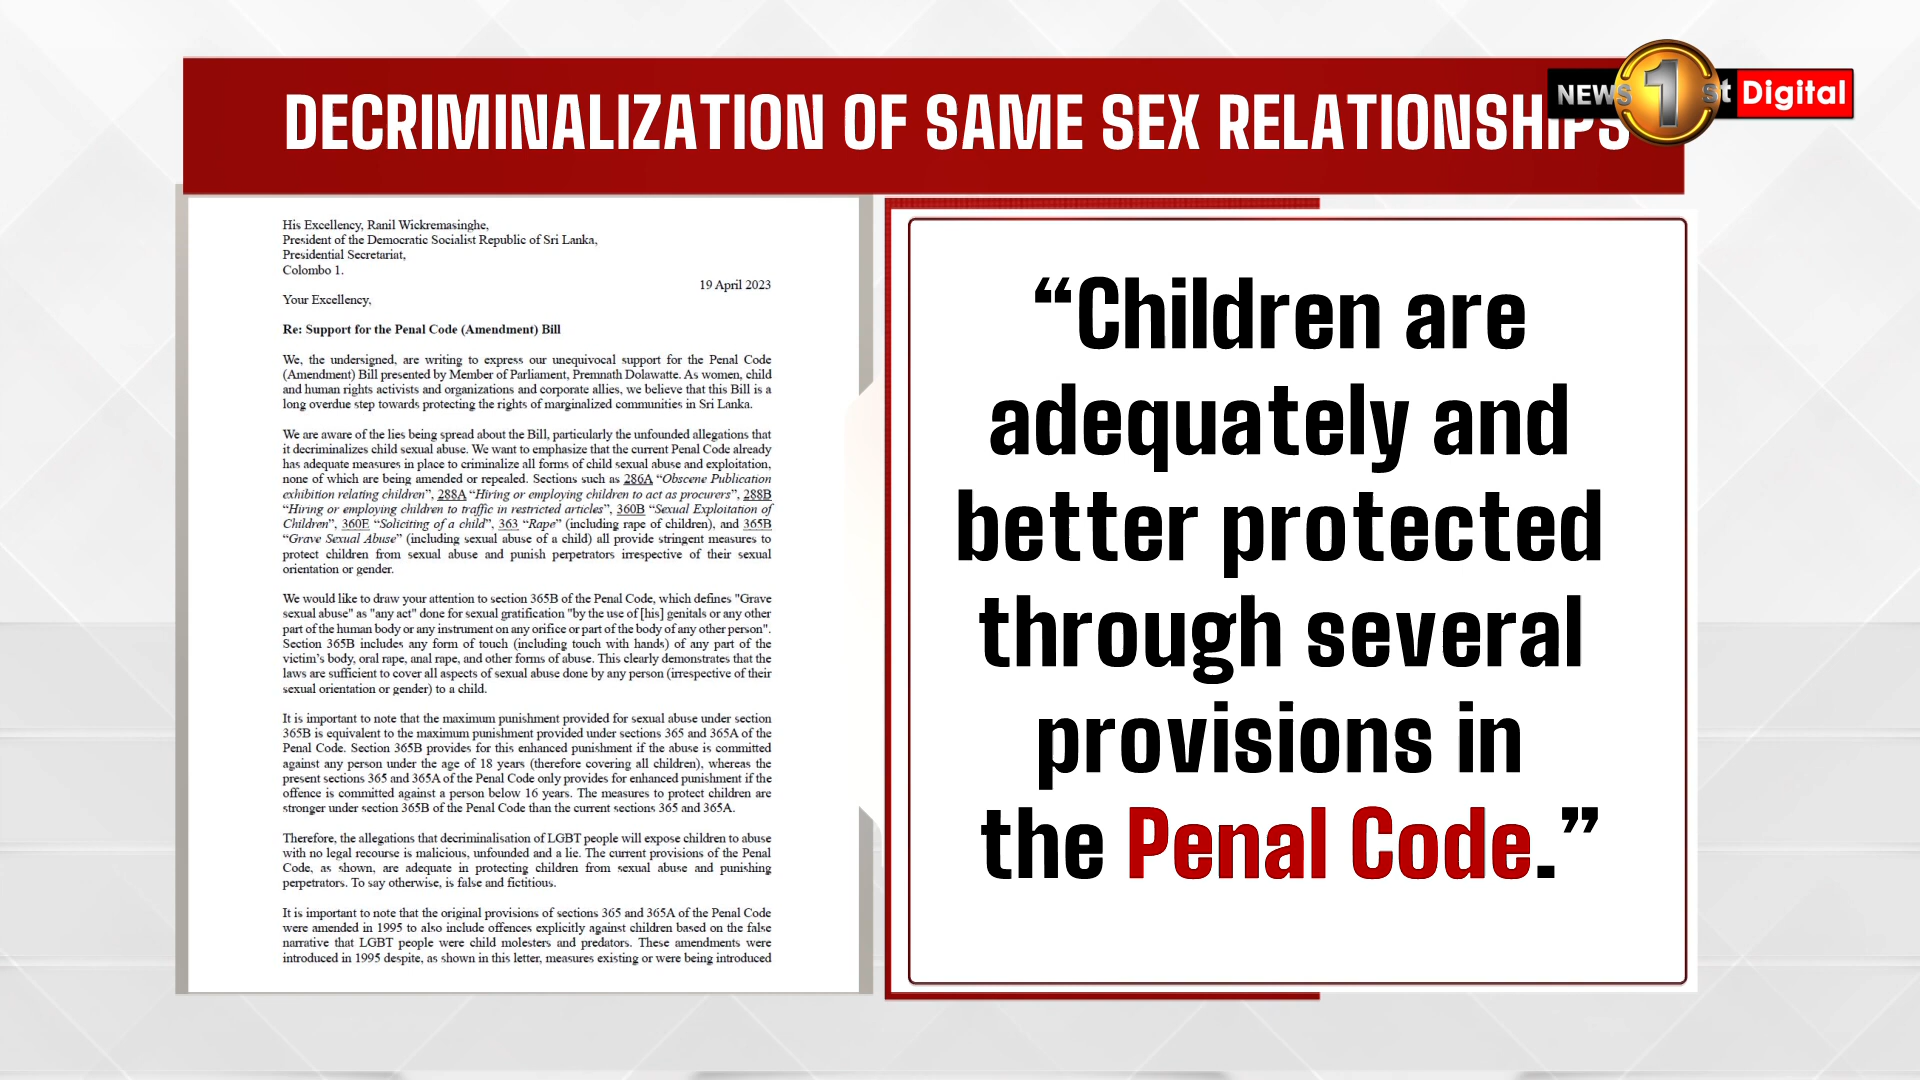 DECRIMINALIZATION OF SAME SEX RELATIONSHIPS
NEWS 1st Digital
His Excellency, Ranil Wickremasinghe,
President of the Democratic Socialist Republic of Sri Lanka,
Presidential Secretariat,
Colombo 1.
19 April 2023
Your Excellency,
Re: Support for the Penal Code (Amendment) Bill
We, the undersigned, are writing to express our unequivocal support for the Penal Code
(Amendment) Bill presented by Member of Parliament, Premnath Dolawatte. As women, child
and human rights activists and organizations and corporate allies, we believe that this Bill is a
long overdue step towards protecting the rights of marginalized communities in Sri Lanka.
We are aware of the lies being spread about the Bill, particularly the unfounded allegations that
it decriminalizes child sexual abuse. We want to emphasize that the current Penal Code already
has adequate measures in place to criminalize all forms of child sexual abuse and exploitation,
none of which are being amended or repealed. Sections such as 286A “Obscene Publication
exhibition relating children”, 288A “Hiring or employing children to act as procurers”, 288B
“Hiring or employing children to traffic in restricted articles”, 360B “Sexual Exploitation of
Children”, 360E “Soliciting of a child”, 363 “Rape” (including rape of children), and 365B
“Grave Sexual Abuse” (including sexual abuse of a child) all provide stringent measures to
protect children from sexual abuse and punish perpetrators irrespective of their sexual
orientation or gender.
We would like to draw your attention to section 365B of the Penal Code, which defines "Grave
sexual abuse" as "any act" done for sexual gratification "by the use of [his] genitals or any other
part of the human body or any instrument on any orifice or part of the body of any other person".
Section 365B includes any form of touch (including touch with hands) of any part of the
victim’s body, oral rape, anal rape, and other forms of abuse. This clearly demonstrates that the
laws are sufficient to cover all aspects of sexual abuse done by any person (irrespective of their
sexual orientation or gender) to a child.
It is important to note that the maximum punishment provided for sexual abuse under section
365B is equivalent to the maximum punishment provided under sections 365 and 365A of the
Penal Code. Section 365B provides for this enhanced punishment if the abuse is committed
against any person under the age of 18 years (therefore covering all children), whereas the
present sections 365 and 365A of the Penal Code only provides for enhanced punishment if the
offence is committed against a person below 16 years. The measures to protect children are
stronger under section 365B of the Penal Code than the current sections 365 and 365A.
Therefore, the allegations that decriminalisation of LGBT people will expose children to abuse
with no legal recourse is malicious, unfounded and a lie. The current provisions of the Penal
Code, as shown, are adequate in protecting children from sexual abuse and punishing
perpetrators. To say otherwise, is false and fictitious.
It is important to note that the original provisions of sections 365 and 365A of the Penal Code
were amended in 1995 to also include offences explicitly against children based on the false
narrative that LGBT people were child molesters and predators. These amendments were
introduced in 1995 despite, as shown in this letter, measures existing or were being introduced
“Children are
adequately and
better protected
through several
provisions in
the Penal Code.”